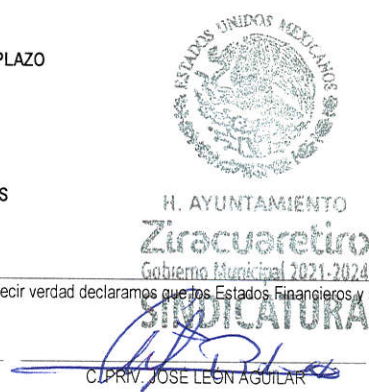 PLAZO
ESTADOS UNIDOS MEXICANOS
S
H. AYUNTAMIENTO
Ziracuaretiro
Gobierno Municipal 2021-2024
ecir verdad declaramos que los Estados Financieros y
SINDICATURA
C. PRIV. JOSE LEON AGUILAR